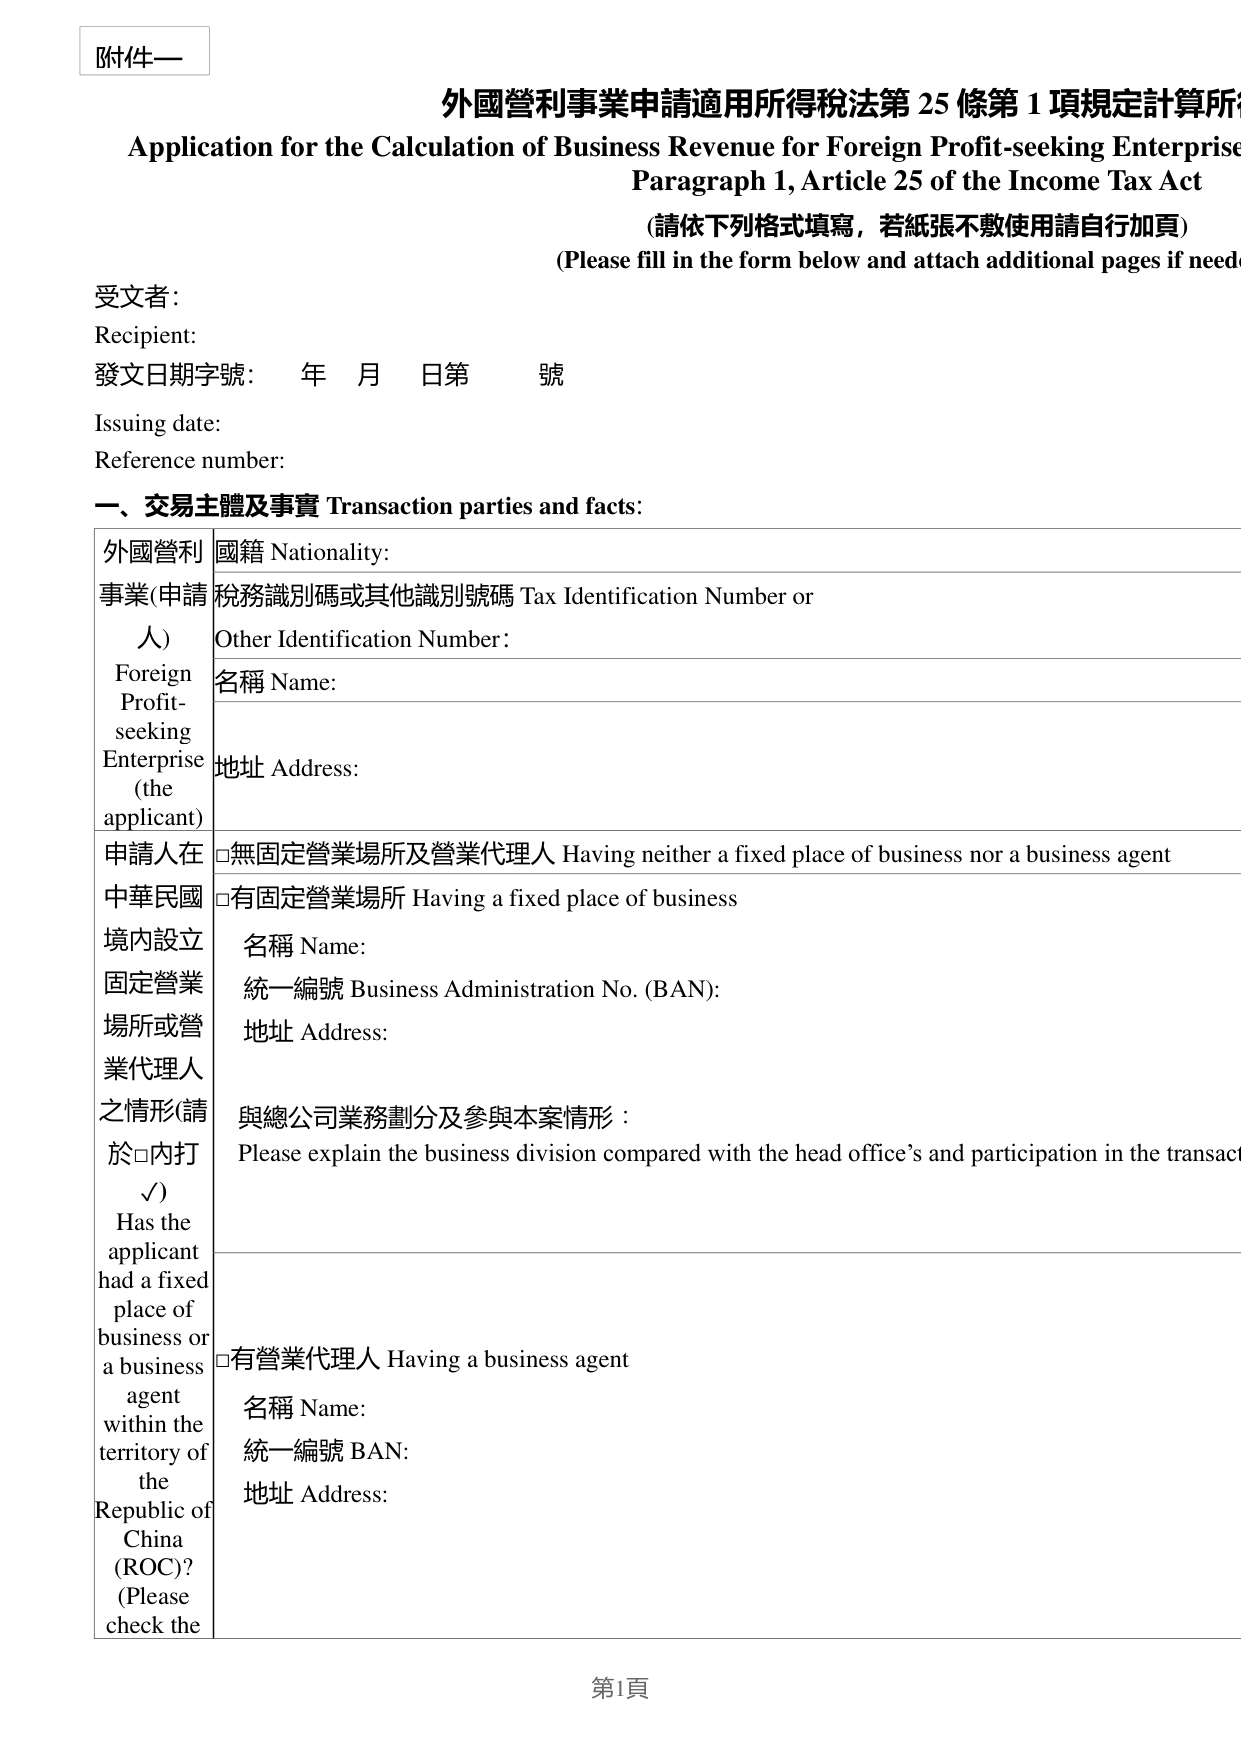 附件一
外國營利事業申請適用所得稅法第 25 條第 1 項規定計算所
Application for the Calculation of Business Revenue for Foreign Profit-seeking Enterprise
Paragraph 1, Article 25 of the Income Tax Act
(請依下列格式填寫，若紙張不敷使用請自行加頁)
(Please fill in the form below and attach additional pages if need
受文者：
Recipient:
發文日期字號： 年 月 日第 號
Issuing date:
Reference number:
一、交易主體及事實 Transaction parties and facts：
外國營利
事業(申請
人)
Foreign
Profit-
seeking
Enterprise
(the
applicant)
國籍 Nationality:
稅務識別碼或其他識別號碼 Tax Identification Number or
Other Identification Number：
名稱 Name:
地址 Address:
申請人在
中華民國
境內設立
固定營業
場所或營
業代理人
之情形(請
於□內打
✓)
Has the
applicant
had a fixed
place of
business or
a business
agent
within the
territory of
the
Republic of
China
(ROC)?
(Please
check the
□無固定營業場所及營業代理人 Having neither a fixed place of business nor a business agent
□有固定營業場所 Having a fixed place of business
名稱 Name:
統一編號 Business Administration No. (BAN):
地址 Address:
與總公司業務劃分及參與本案情形：
Please explain the business division compared with the head office’s and participation in the transact
□有營業代理人 Having a business agent
名稱 Name:
統一編號 BAN:
地址 Address:
第1頁